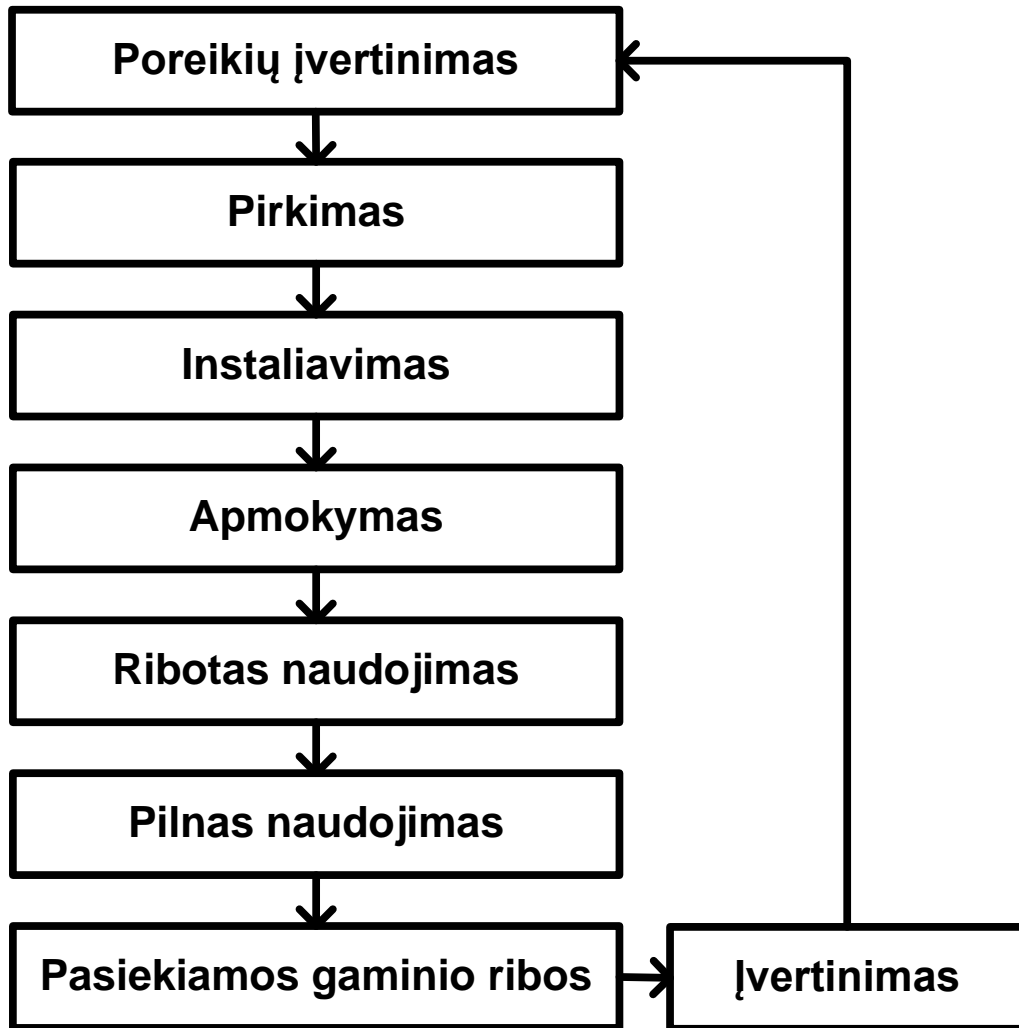 Poreikių įvertinimas
Pirkimas
Instaliavimas
Apmokymas
Ribotas naudojimas
Pilnas naudojimas
Pasiekiamos gaminio ribos
Įvertinimas